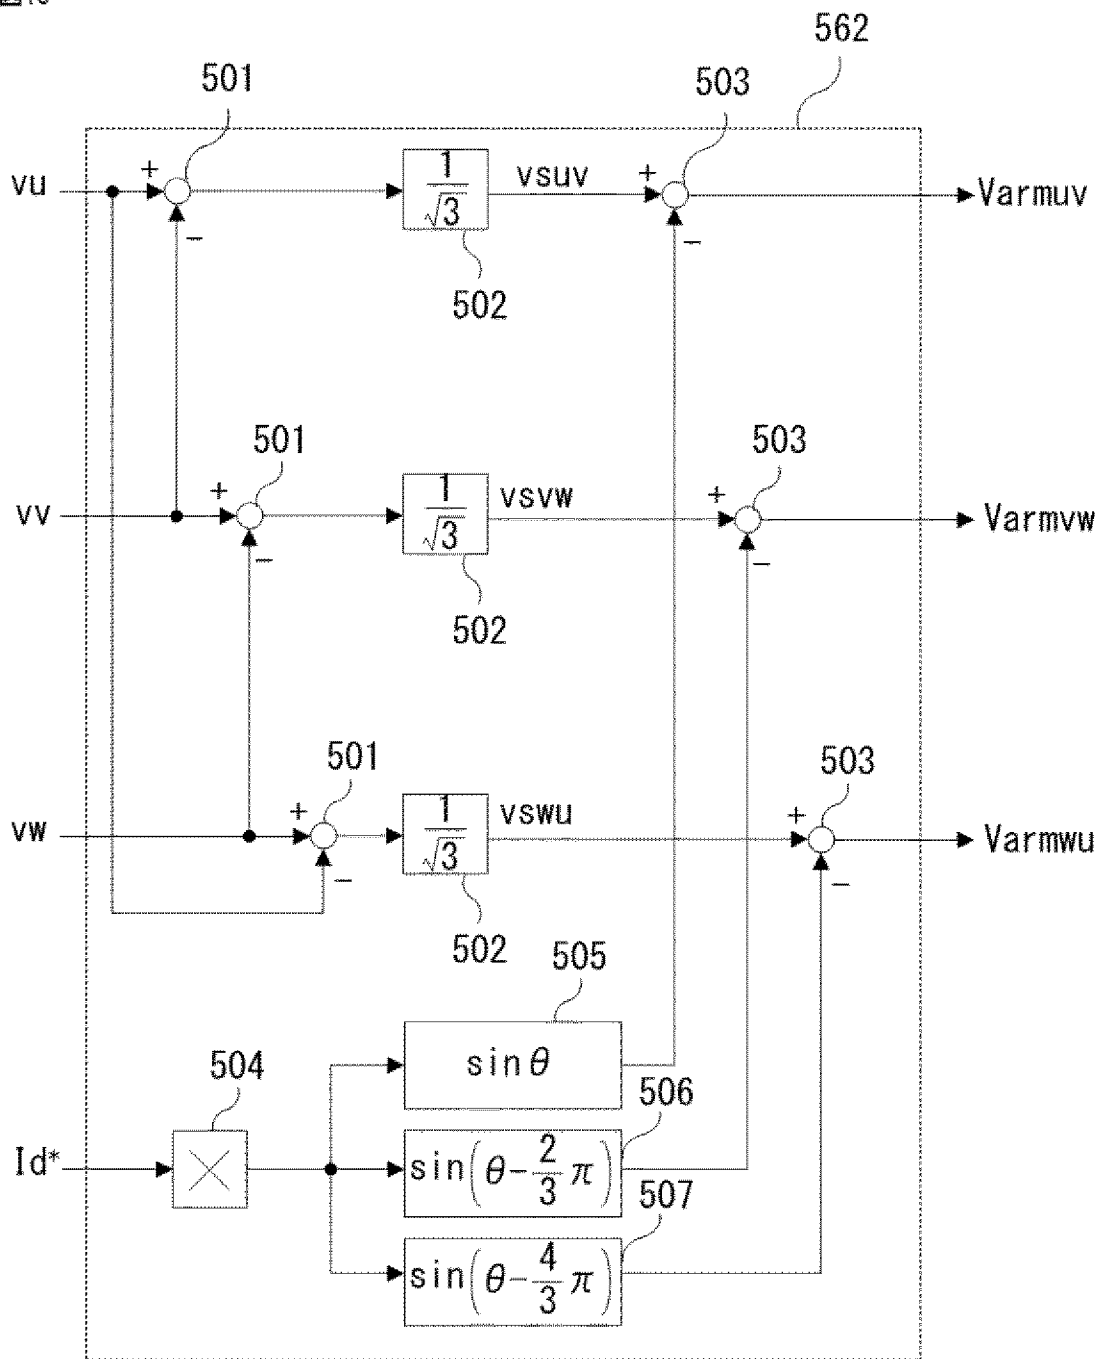 562
501
503
vu
+
1/√3
vsuv
+
Varmuv
−
−
502
501
503
vv
+
1/√3
vsvw
+
Varmvw
−
−
502
501
503
vw
+
1/√3
vswu
+
Varmwu
−
−
502
505
sinθ
504
506
Id*
×
sin(θ-2/3π)
507
sin(θ-4/3π)